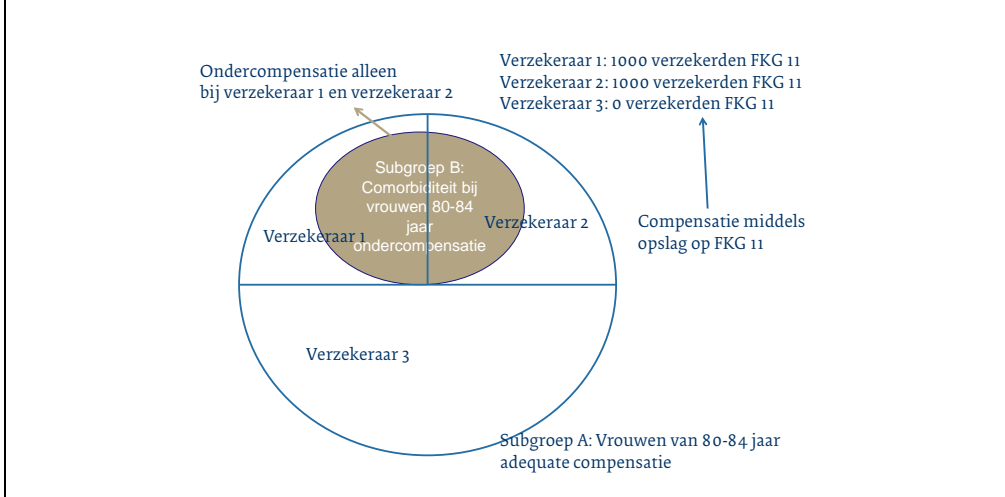 Ondercompensatie alleen
bij verzekeraar 1 en verzekeraar 2
Verzekeraar 1: 1000 verzekerden FKG 11
Verzekeraar 2: 1000 verzekerden FKG 11
Verzekeraar 3: 0 verzekerden FKG 11
Subgroep B:
Comorbiditeit bij
vrouwen 80-84
jaar
ondercompensatie
Verzekeraar 1
Verzekeraar 2
Compensatie middels
opslag op FKG 11
Verzekeraar 3
Subgroep A: Vrouwen van 80-84 jaar
adequate compensatie